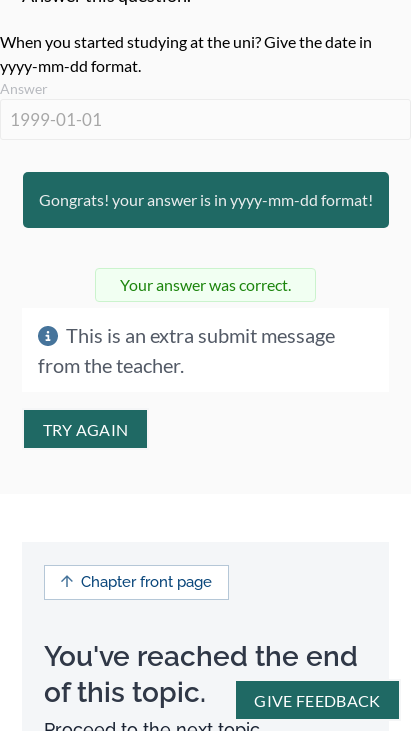 Answer this question.
When you started studying at the uni? Give the date in
yyyy-mm-dd format.
Answer
1999-01-01
Gongrats! your answer is in yyyy-mm-dd format!
Your answer was correct.
This is an extra submit message
from the teacher.
TRY AGAIN
Chapter front page
You've reached the end
of this topic.
GIVE FEEDBACK
Proceed to the next topic